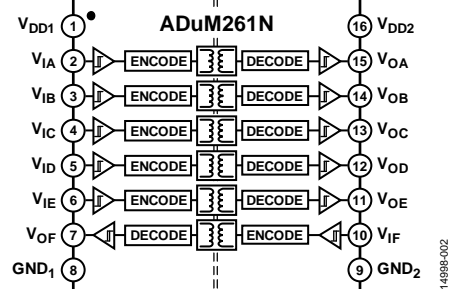 ADuM261N
VDD1 1 16 VDD2
VIA 2 ENCODE DECODE 15 VOA
VIB 3 ENCODE DECODE 14 VOB
VIC 4 ENCODE DECODE 13 VOC
VID 5 ENCODE DECODE 12 VOD
VIE 6 ENCODE DECODE 11 VOE
VOF 7 DECODE ENCODE 10 VIF
GND1 8 9 GND2
14998-002